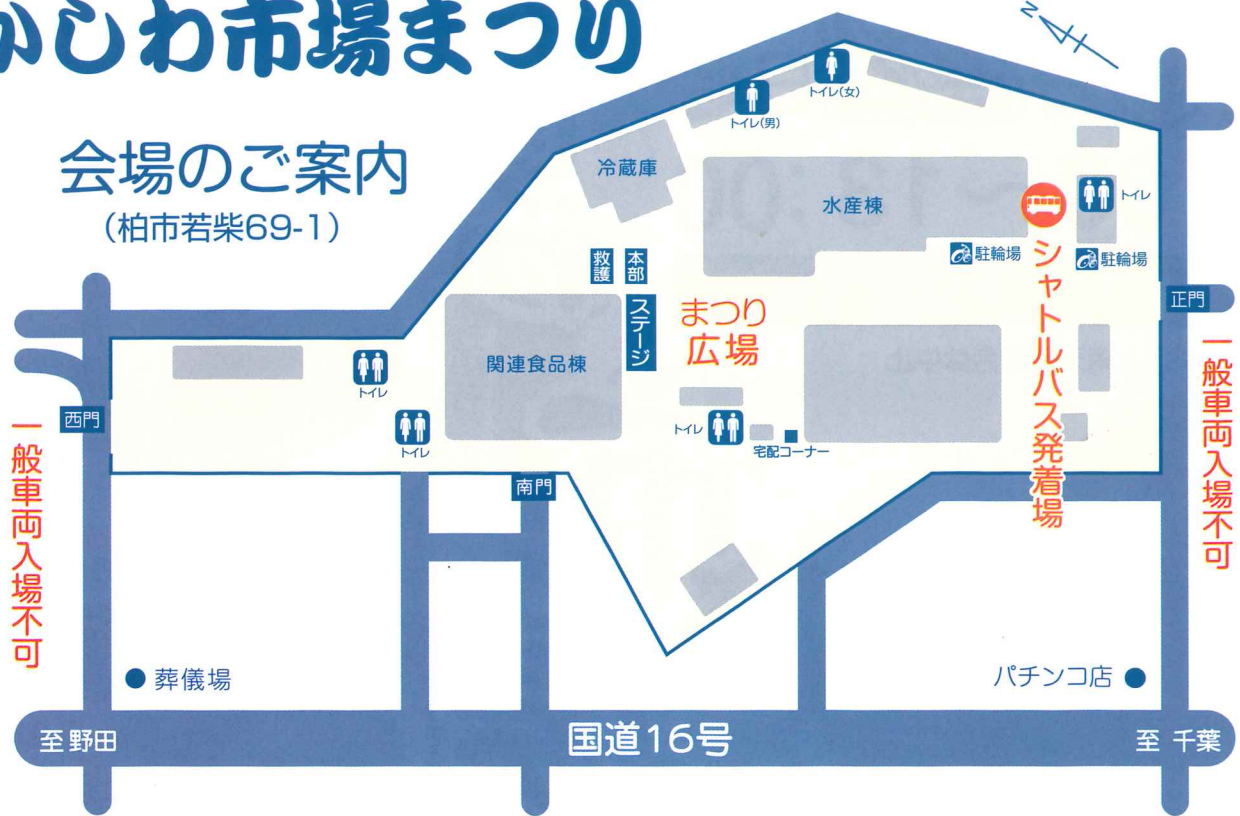 かしわ市場まつり
会場のご案内
（柏市若柴69-1）
N
トイレ(女)
トイレ(男)
冷蔵庫
水産棟
トイレ
駐輪場
駐輪場
シャトルバス発着場
救護
本部
ステージ
まつり
広場
正門
一般車両入場不可
関連食品棟
トイレ
トイレ
トイレ
宅配コーナー
西門
一般車両入場不可
南門
葬儀場
パチンコ店
至野田
国道16号
至 千葉